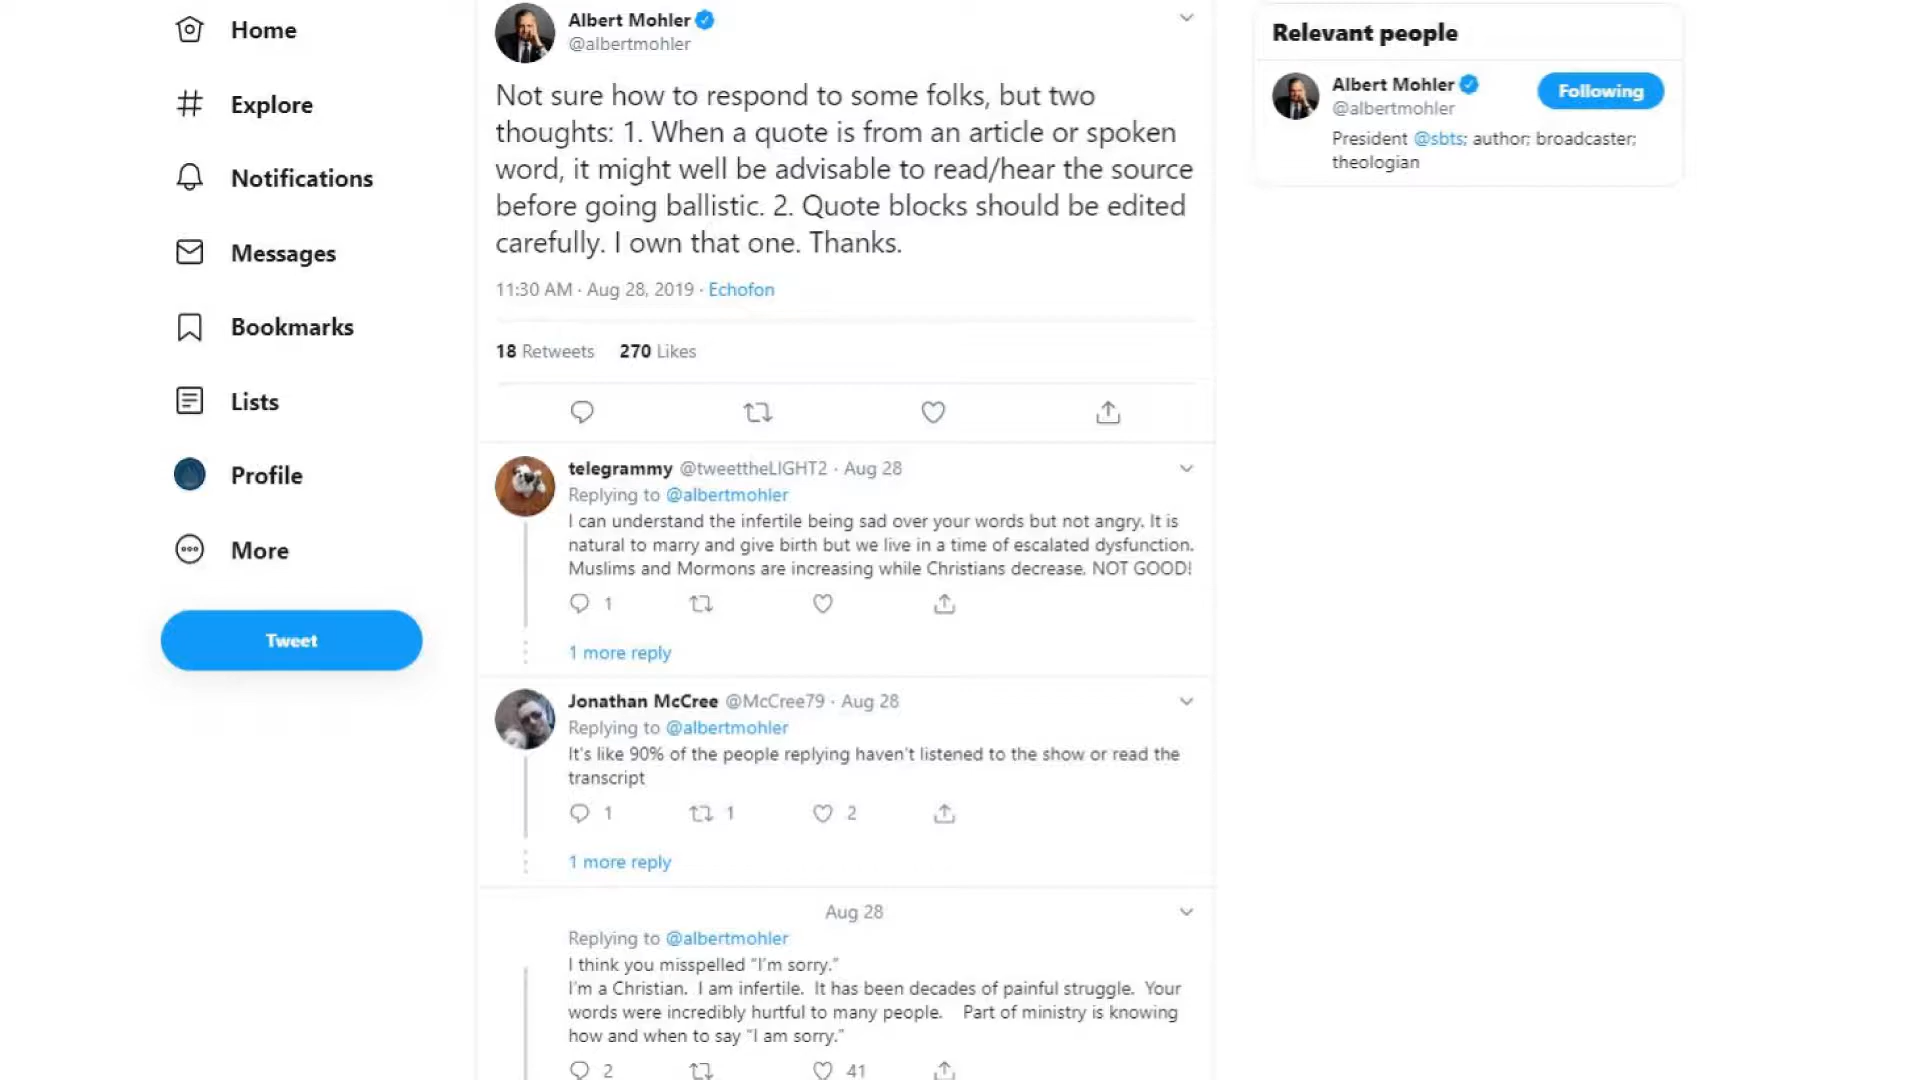 Home
Explore
Notifications
Messages
Bookmarks
Lists
Profile
More
Tweet
Albert Mohler
@albertmohler
Not sure how to respond to some folks, but two
thoughts: 1. When a quote is from an article or spoken
word, it might well be advisable to read/hear the source
before going ballistic. 2. Quote blocks should be edited
carefully. I own that one. Thanks.
11:30 AM · Aug 28, 2019 · Echofon
18 Retweets 270 Likes
telegrammy @tweettheLIGHT2 · Aug 28
Replying to @albertmohler
I can understand the infertile being sad over your words but not angry. It is
natural to marry and give birth but we live in a time of escalated dysfunction.
Muslims and Mormons are increasing while Christians decrease. NOT GOOD!
1
1 more reply
Jonathan McCree @McCree79 · Aug 28
Replying to @albertmohler
It's like 90% of the people replying haven't listened to the show or read the
transcript
1 1 2
1 more reply
Aug 28
Replying to @albertmohler
I think you misspelled "I'm sorry."
I'm a Christian. I am infertile. It has been decades of painful struggle. Your
words were incredibly hurtful to many people. Part of ministry is knowing
how and when to say "I am sorry."
2 41
Relevant people
Albert Mohler
@albertmohler
Following
President @sbts; author; broadcaster;
theologian